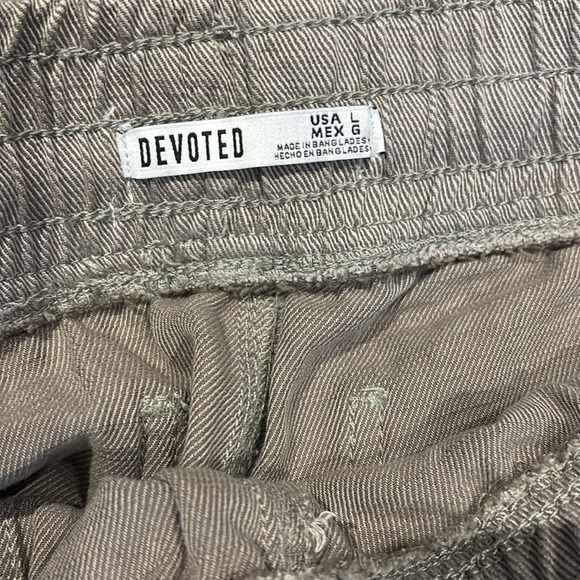 DEVOTED
USA L
MEX G
MADE IN BANGLADESH
HECHO EN BANGLADESH